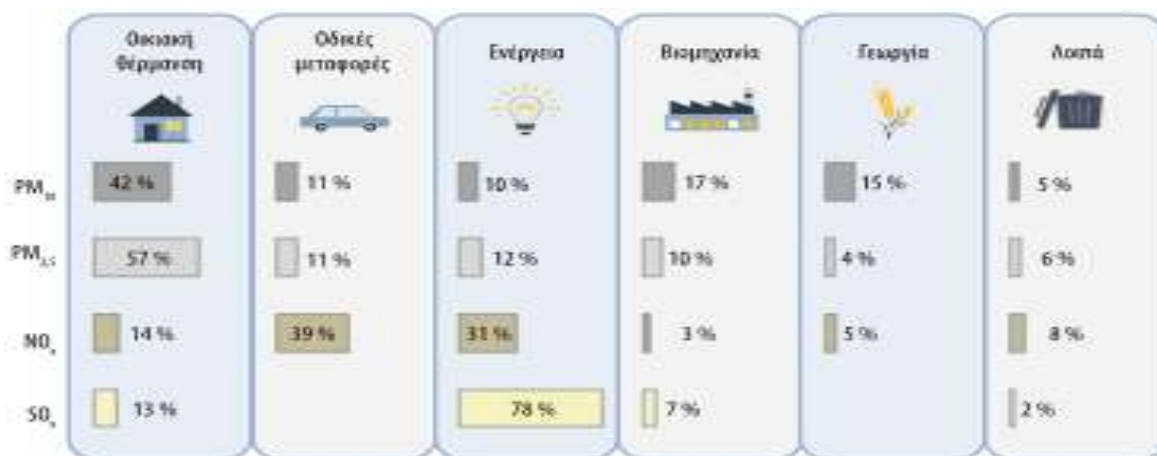 Οικιακή θέρμανση
Οδικές μεταφορές
Ενέργεια
Βιομηχανία
Γεωργία
Λοιπά
PM₁₀ 42 % 11 % 10 % 17 % 15 % 5 %
PM₂,₅ 57 % 11 % 12 % 10 % 4 % 6 %
NOₓ 14 % 39 % 31 % 3 % 5 % 8 %
SOₓ 13 % 78 % 7 % 2 %